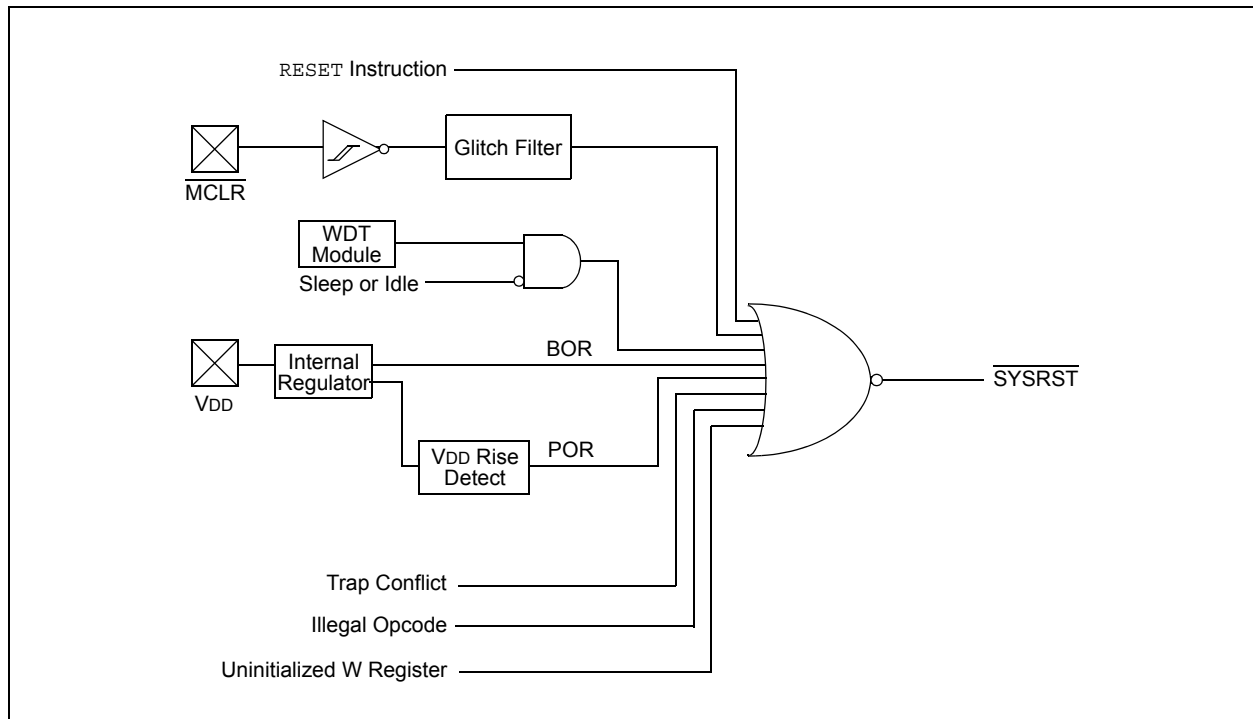 RESET Instruction
Glitch Filter
MCLR
WDT
Module
Sleep or Idle
BOR
Internal
Regulator
VDD
SYSRST
POR
VDD Rise
Detect
Trap Conflict
Illegal Opcode
Uninitialized W Register